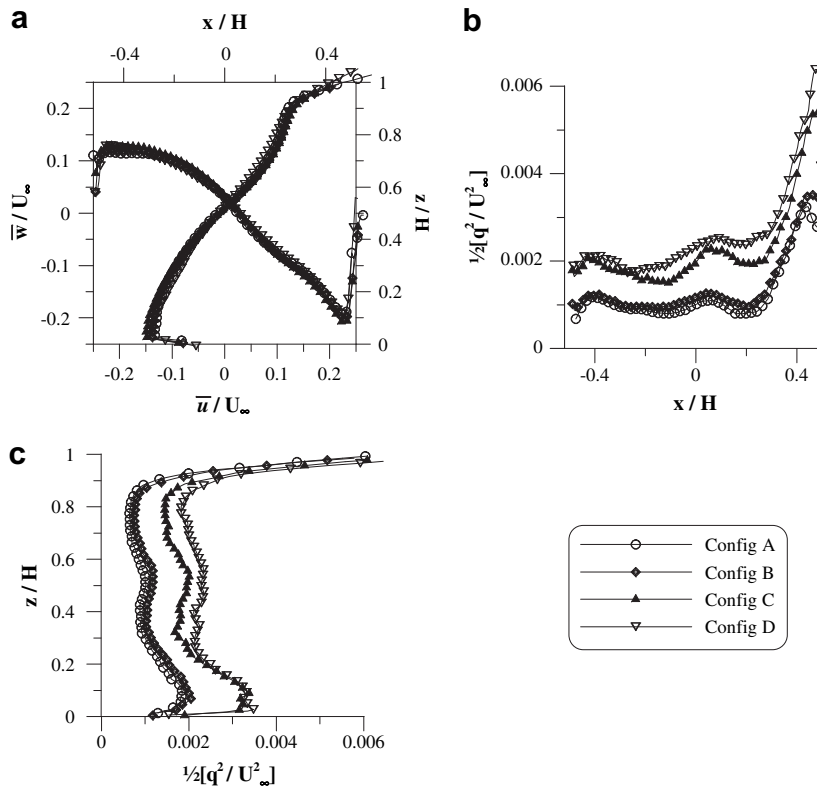 a
x / H
-0.4 0 0.4
0.2
0.1
0
-0.1
-0.2
w̅ / U∞
1
0.8
0.6
0.4
0.2
0
z / H
-0.2 -0.1 0 0.1 0.2
u̅ / U∞
b
0.006
0.004
0.002
0
½[q² / U²∞]
-0.4 0 0.4
x / H
c
1
0.8
0.6
0.4
0.2
0
z / H
0 0.002 0.004 0.006
½[q² / U²∞]
Config A
Config B
Config C
Config D